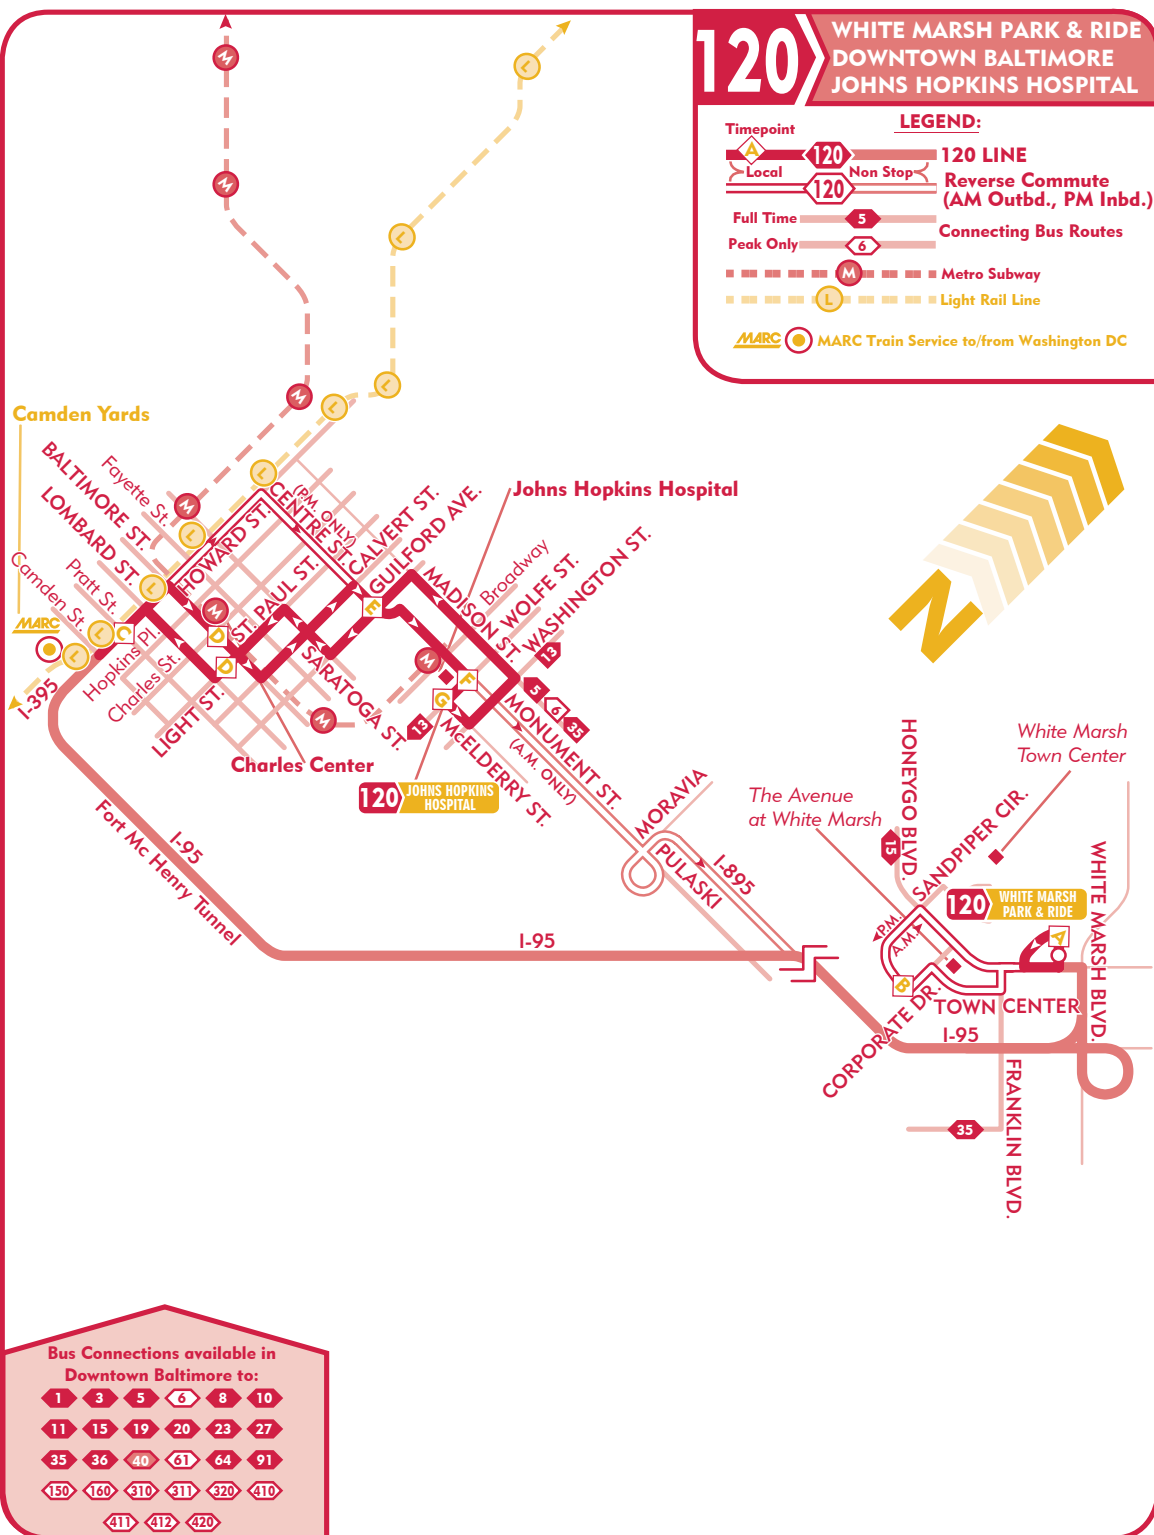 120
WHITE MARSH PARK & RIDE
DOWNTOWN BALTIMORE
JOHNS HOPKINS HOSPITAL
LEGEND:
Timepoint
A
120
120 LINE
Local
Non Stop
120
Reverse Commute
(AM Outbd., PM Inbd.)
Full Time
5
Connecting Bus Routes
Peak Only
6
M
Metro Subway
L
Light Rail Line
MARC
MARC Train Service to/from Washington DC
M
M
M
M
M
M
M
L
L
L
L
L
L
L
L
L
L
Camden Yards
BALTIMORE ST.
Fayette St.
LOMBARD ST.
Pratt St.
Camden St.
MARC
I-395
Hopkins Pl.
Charles St.
LIGHT ST.
HOWARD ST.
CENTRE ST.
(P.M. ONLY)
ST. PAUL ST.
CALVERT ST.
GUILFORD AVE.
SARATOGA ST.
MADISON ST.
Johns Hopkins Hospital
Broadway
WOLFE ST.
WASHINGTON ST.
13
5
6
35
13
C
D
D
E
F
G
Charles Center
120
JOHNS HOPKINS
HOSPITAL
McELDERRY ST.
MONUMENT ST.
(A.M. ONLY)
MORAVIA
PULASKI
I-895
I-95
Fort Mc Henry Tunnel
I-95
HONEYGO BLVD.
White Marsh
Town Center
The Avenue
at White Marsh
15
SANDPIPER CIR.
WHITE MARSH BLVD.
120
WHITE MARSH
PARK & RIDE
P.M.
A.M.
A
B
TOWN CENTER
CORPORATE DR.
I-95
FRANKLIN BLVD.
35
N
Bus Connections available in
Downtown Baltimore to:
1 3 5 6 8 10
11 15 19 20 23 27
35 36 40 61 64 91
150 160 310 311 320 410
411 412 420